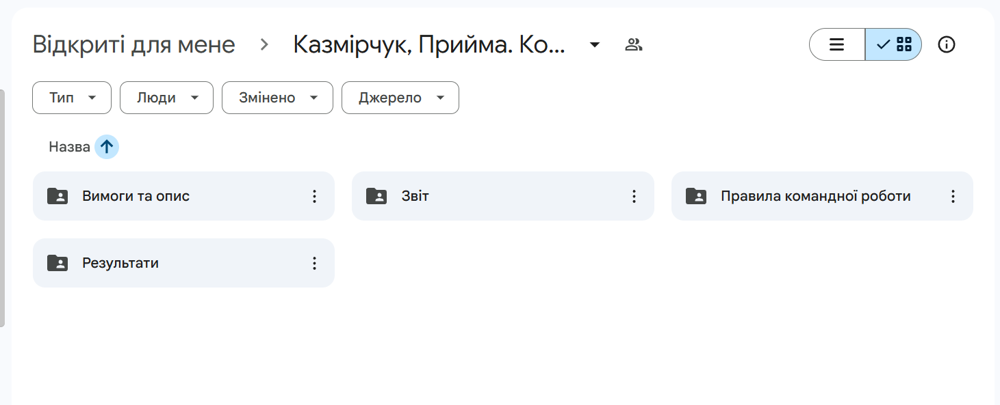 Відкриті для мене > Казмірчук, Прийма. Ко...
Тип Люди Змінено Джерело
Назва
Вимоги та опис Звіт Правила командної роботи
Результати